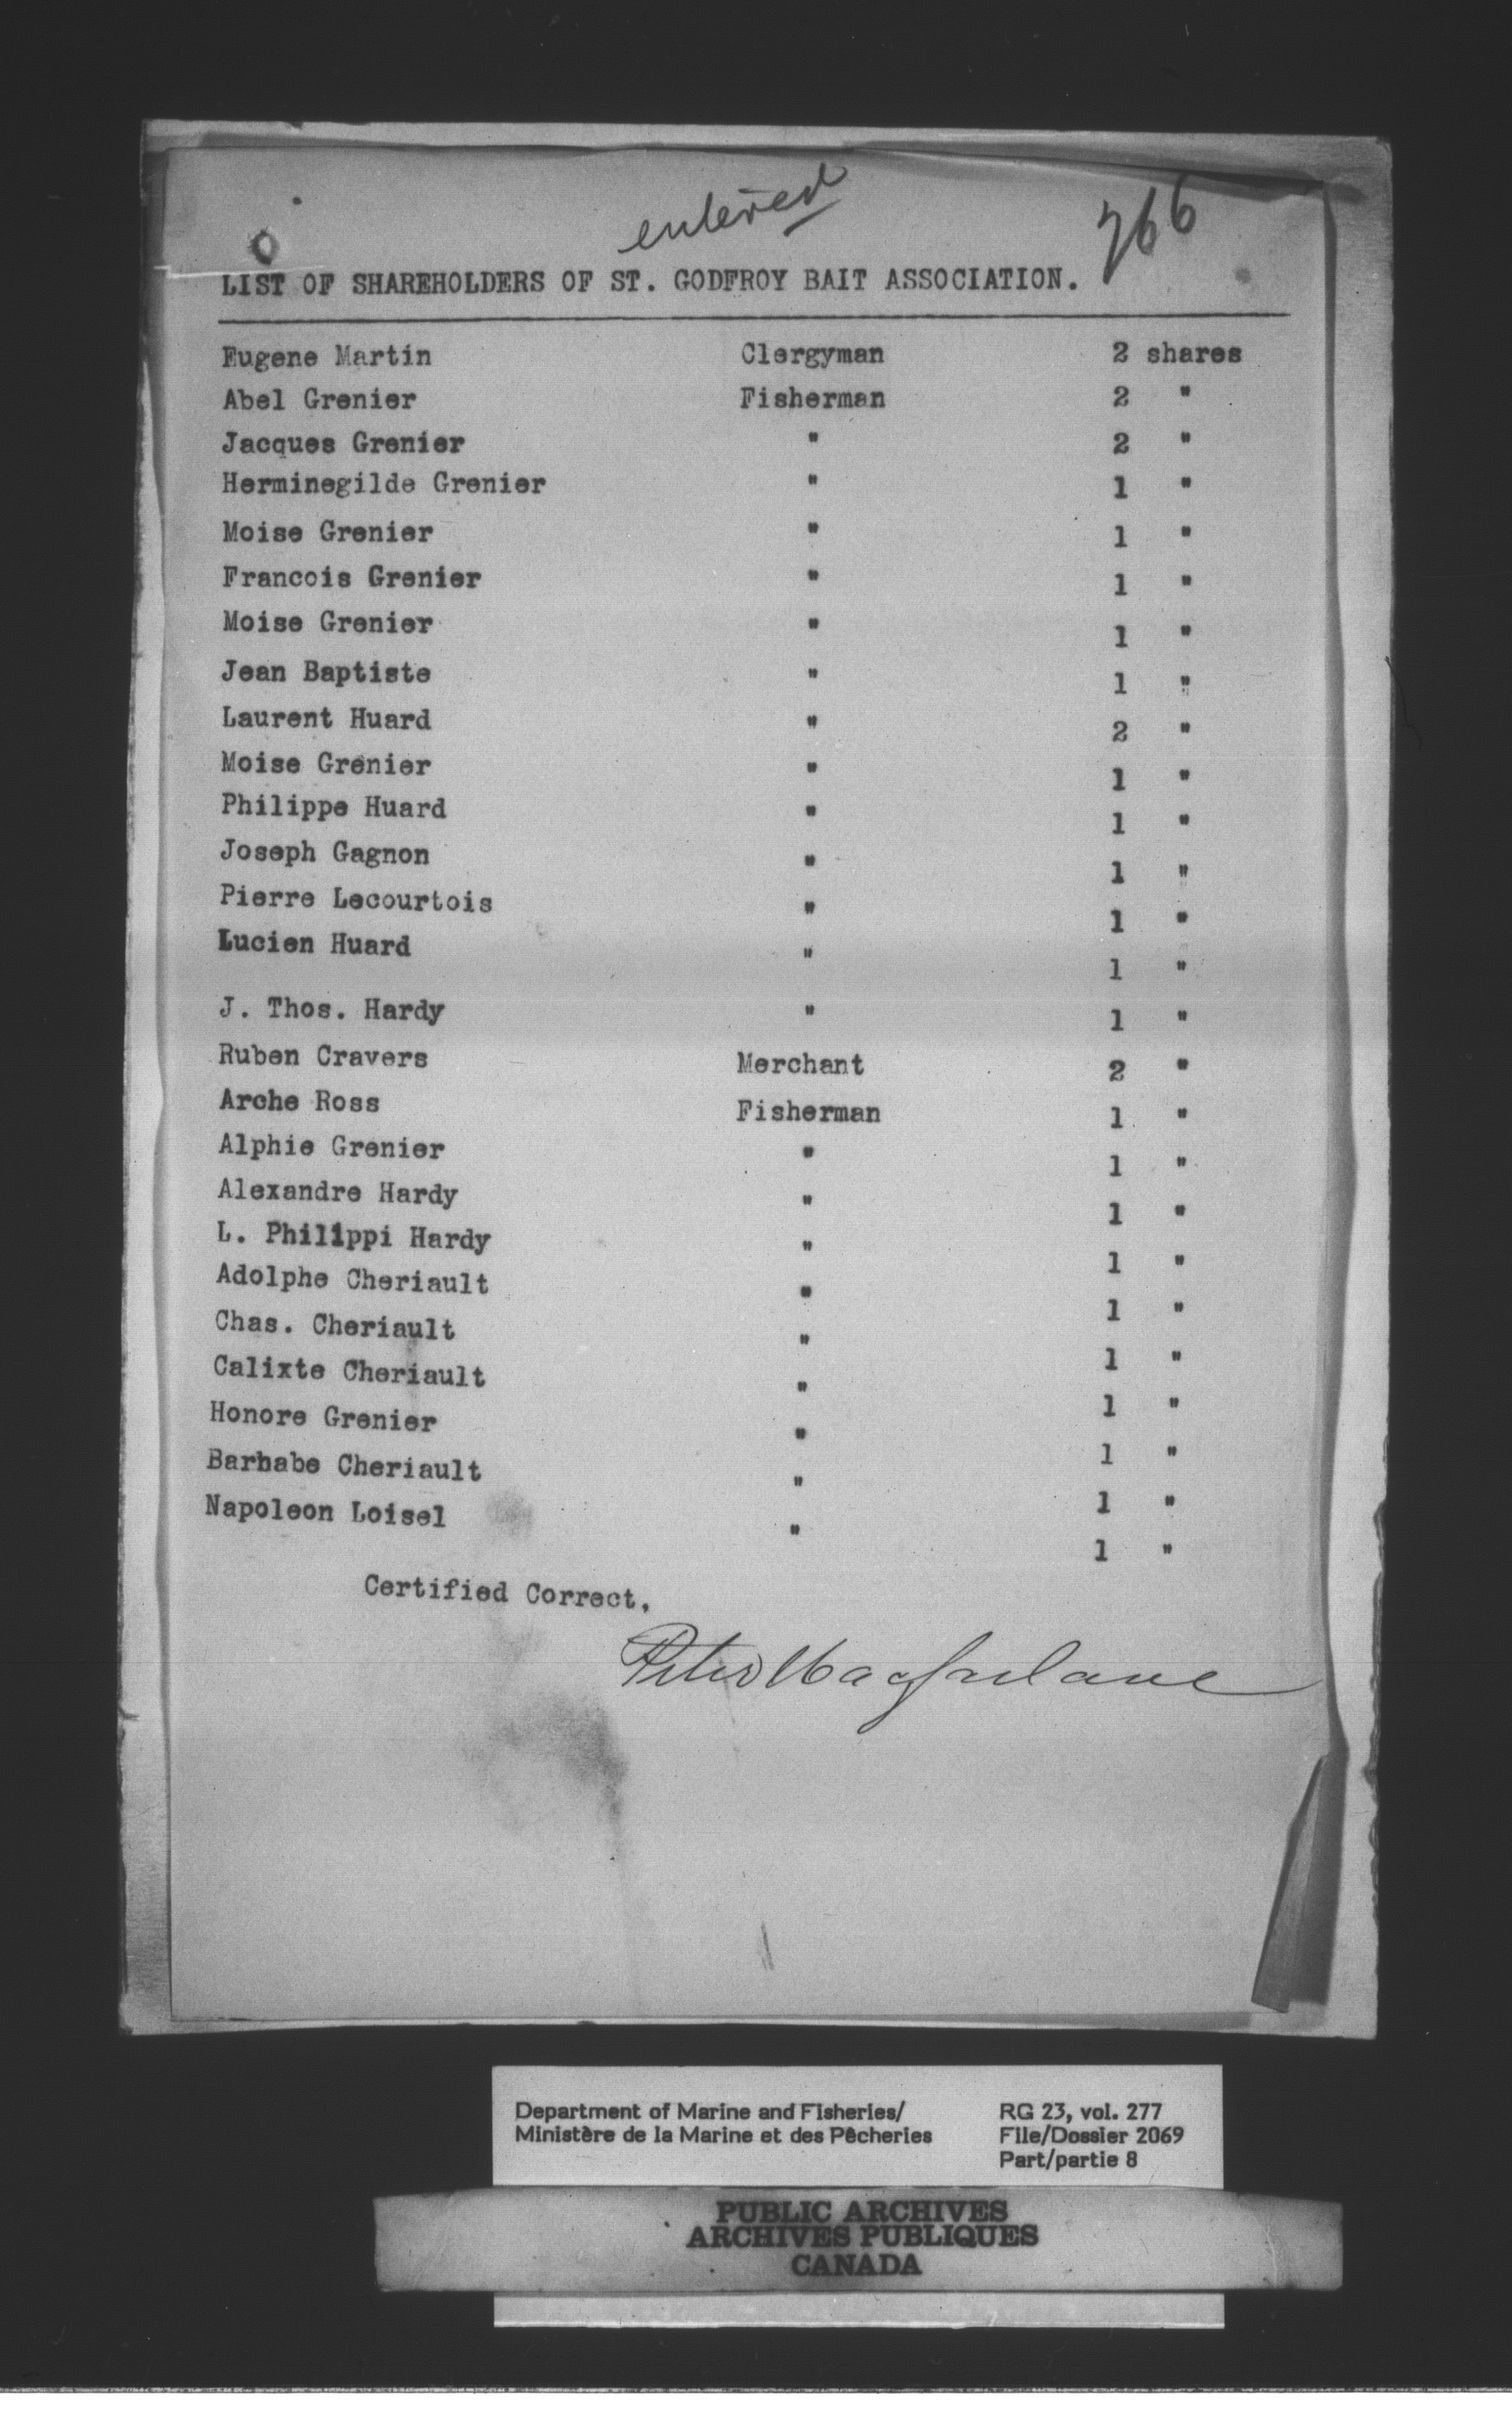 entered
766
LIST OF SHAREHOLDERS OF ST. GODFROY BAIT ASSOCIATION.
Eugene Martin Clergyman 2 shares
Abel Grenier Fisherman 2 "
Jacques Grenier " 2 "
Herminegilde Grenier " 1 "
Moise Grenier " 1 "
Francois Grenier " 1 "
Moise Grenier " 1 "
Jean Baptiste " 1 "
Laurent Huard " 2 "
Moise Grenier " 1 "
Philippe Huard " 1 "
Joseph Gagnon " 1 "
Pierre Lecourtois " 1 "
Lucien Huard " 1 "
J. Thos. Hardy " 1 "
Ruben Cravers Merchant 2 "
Arche Ross Fisherman 1 "
Alphie Grenier " 1 "
Alexandre Hardy " 1 "
L. Philippi Hardy " 1 "
Adolphe Cheriault " 1 "
Chas. Cheriault " 1 "
Calixte Cheriault " 1 "
Honore Grenier " 1 "
Barnabe Cheriault " 1 "
Napoleon Loisel " 1 "
Certified Correct,
Peter Macfarlane
Department of Marine and Fisheries/ RG 23, vol. 277
Ministère de la Marine et des Pêcheries File/Dossier 2069
Part/partie 8
PUBLIC ARCHIVES
ARCHIVES PUBLIQUES
CANADA